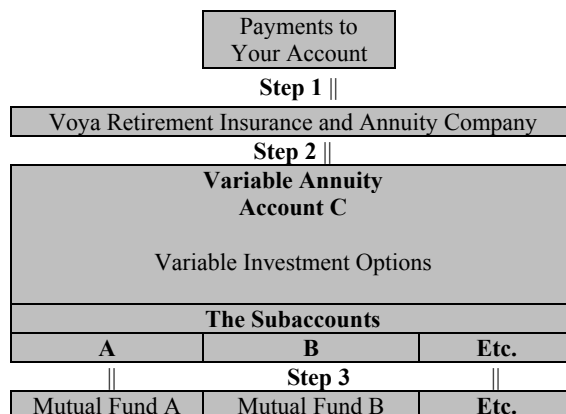 Payments to
Your Account
Step 1 ||
Voya Retirement Insurance and Annuity Company
Step 2 ||
Variable Annuity
Account C
Variable Investment Options
The Subaccounts
A B Etc.
|| Step 3 ||
Mutual Fund A Mutual Fund B Etc.